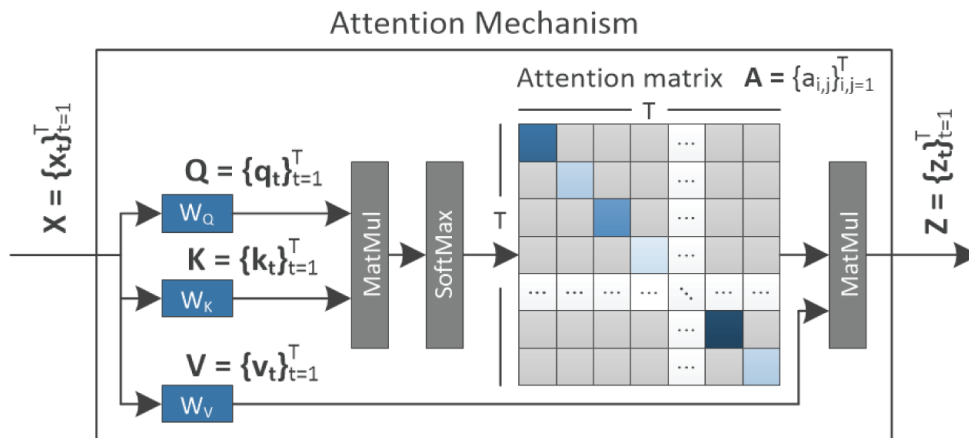 Attention Mechanism
Attention matrix A = {a_{i,j}}^T_{i,j=1}
T
X = {x_t}^T_{t=1}
Q = {q_t}^T_{t=1}
W_Q
K = {k_t}^T_{t=1}
W_K
V = {v_t}^T_{t=1}
W_V
MatMul
SoftMax
T
...
...
...
...
... ... ... ... ⋱ ... ...
...
...
MatMul
Z = {z_t}^T_{t=1}